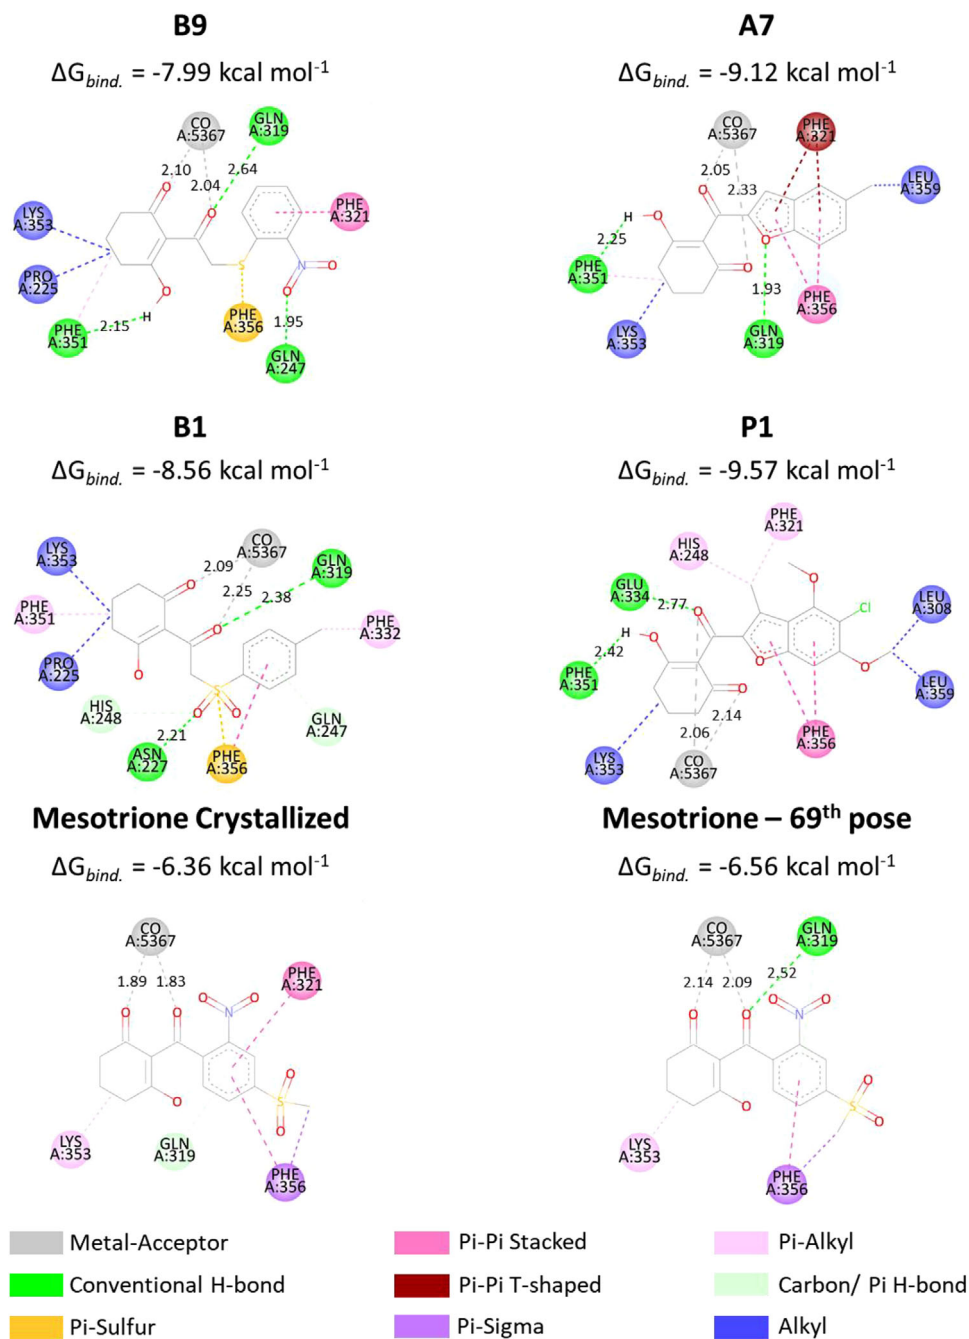 B9
ΔGbind. = -7.99 kcal mol-1
CO
A:5367
GLN
A:319
2.10
2.04
2.64
LYS
A:353
PHE
A:321
PRO
A:225
PHE
A:351
2.15
H
O
O
O
S
N
O
O
PHE
A:356
1.95
GLN
A:247
A7
ΔGbind. = -9.12 kcal mol-1
CO
A:5367
PHE
A:321
2.05
2.33
LEU
A:359
H
O
O
O
O
2.25
PHE
A:351
1.93
LYS
A:353
GLN
A:319
PHE
A:356
B1
ΔGbind. = -8.56 kcal mol-1
CO
A:5367
GLN
A:319
LYS
A:353
2.09
2.25
2.38
PHE
A:351
PHE
A:332
PRO
A:225
O
O
O
S
O
O
HIS
A:248
GLN
A:247
2.21
ASN
A:227
PHE
A:356
P1
ΔGbind. = -9.57 kcal mol-1
PHE
A:321
HIS
A:248
GLU
A:334
2.77
O
Cl
LEU
A:308
H
O
O
O
O
O
2.42
PHE
A:351
LEU
A:359
2.14
2.06
LYS
A:353
CO
A:5367
PHE
A:356
Mesotrione Crystallized
ΔGbind. = -6.36 kcal mol-1
CO
A:5367
1.89
1.83
PHE
A:321
O
O
O
O
N
O
S
O
O
LYS
A:353
GLN
A:319
PHE
A:356
Mesotrione – 69th pose
ΔGbind. = -6.56 kcal mol-1
CO
A:5367
GLN
A:319
2.14
2.09
2.52
O
O
O
O
N
O
S
O
O
LYS
A:353
PHE
A:356
Metal-Acceptor
Conventional H-bond
Pi-Sulfur
Pi-Pi Stacked
Pi-Pi T-shaped
Pi-Sigma
Pi-Alkyl
Carbon/ Pi H-bond
Alkyl